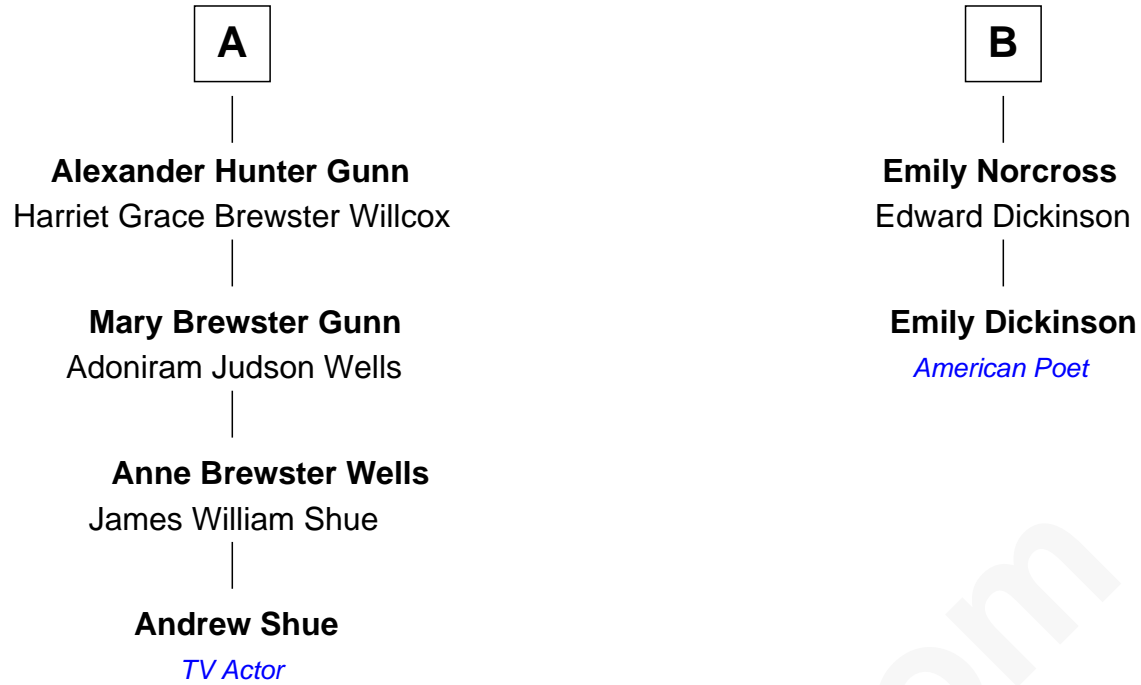 A
Alexander Hunter Gunn
Harriet Grace Brewster Willcox
Mary Brewster Gunn
Adoniram Judson Wells
Anne Brewster Wells
James William Shue
Andrew Shue
TV Actor
B
Emily Norcross
Edward Dickinson
Emily Dickinson
American Poet
om